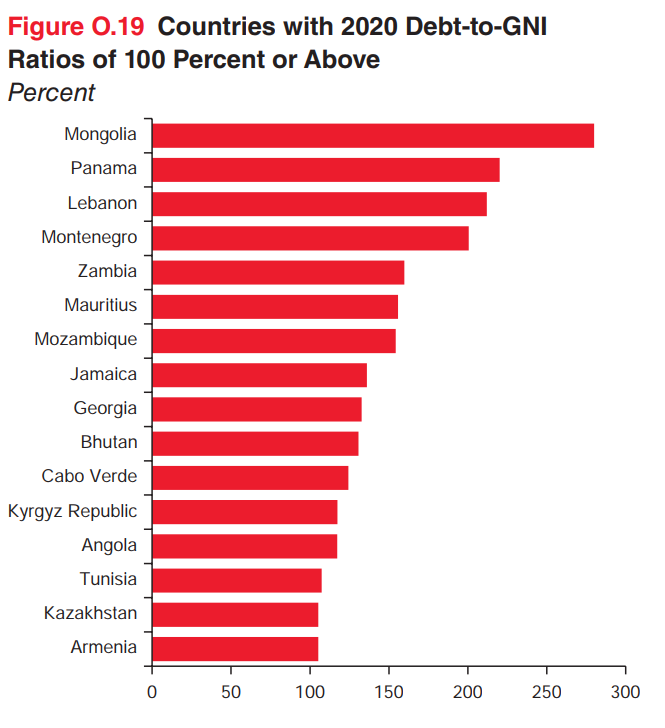 Figure O.19 Countries with 2020 Debt-to-GNI
Ratios of 100 Percent or Above
Percent
Mongolia
Panama
Lebanon
Montenegro
Zambia
Mauritius
Mozambique
Jamaica
Georgia
Bhutan
Cabo Verde
Kyrgyz Republic
Angola
Tunisia
Kazakhstan
Armenia
0 50 100 150 200 250 300